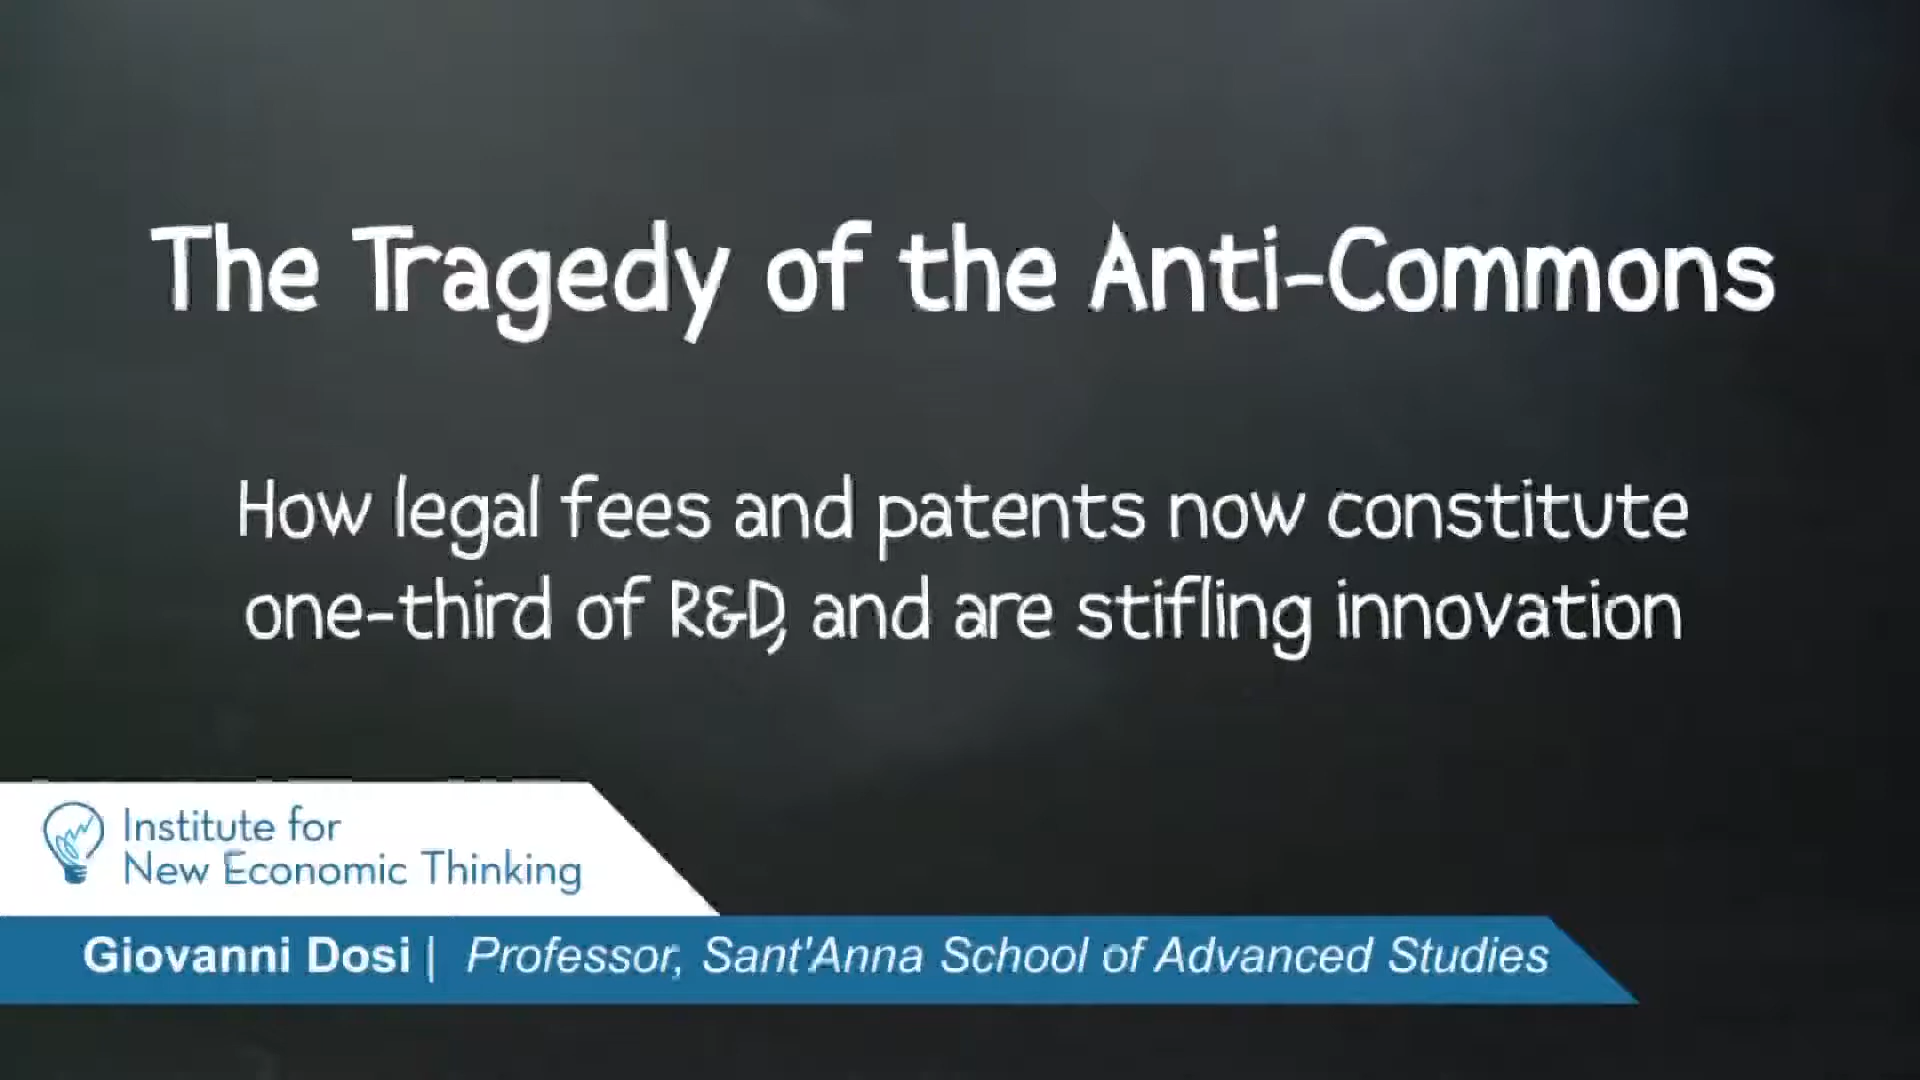 The Tragedy of the Anti-Commons
How legal fees and patents now constitute
one-third of R&D, and are stifling innovation
Institute for
New Economic Thinking
Giovanni Dosi | Professor, Sant'Anna School of Advanced Studies